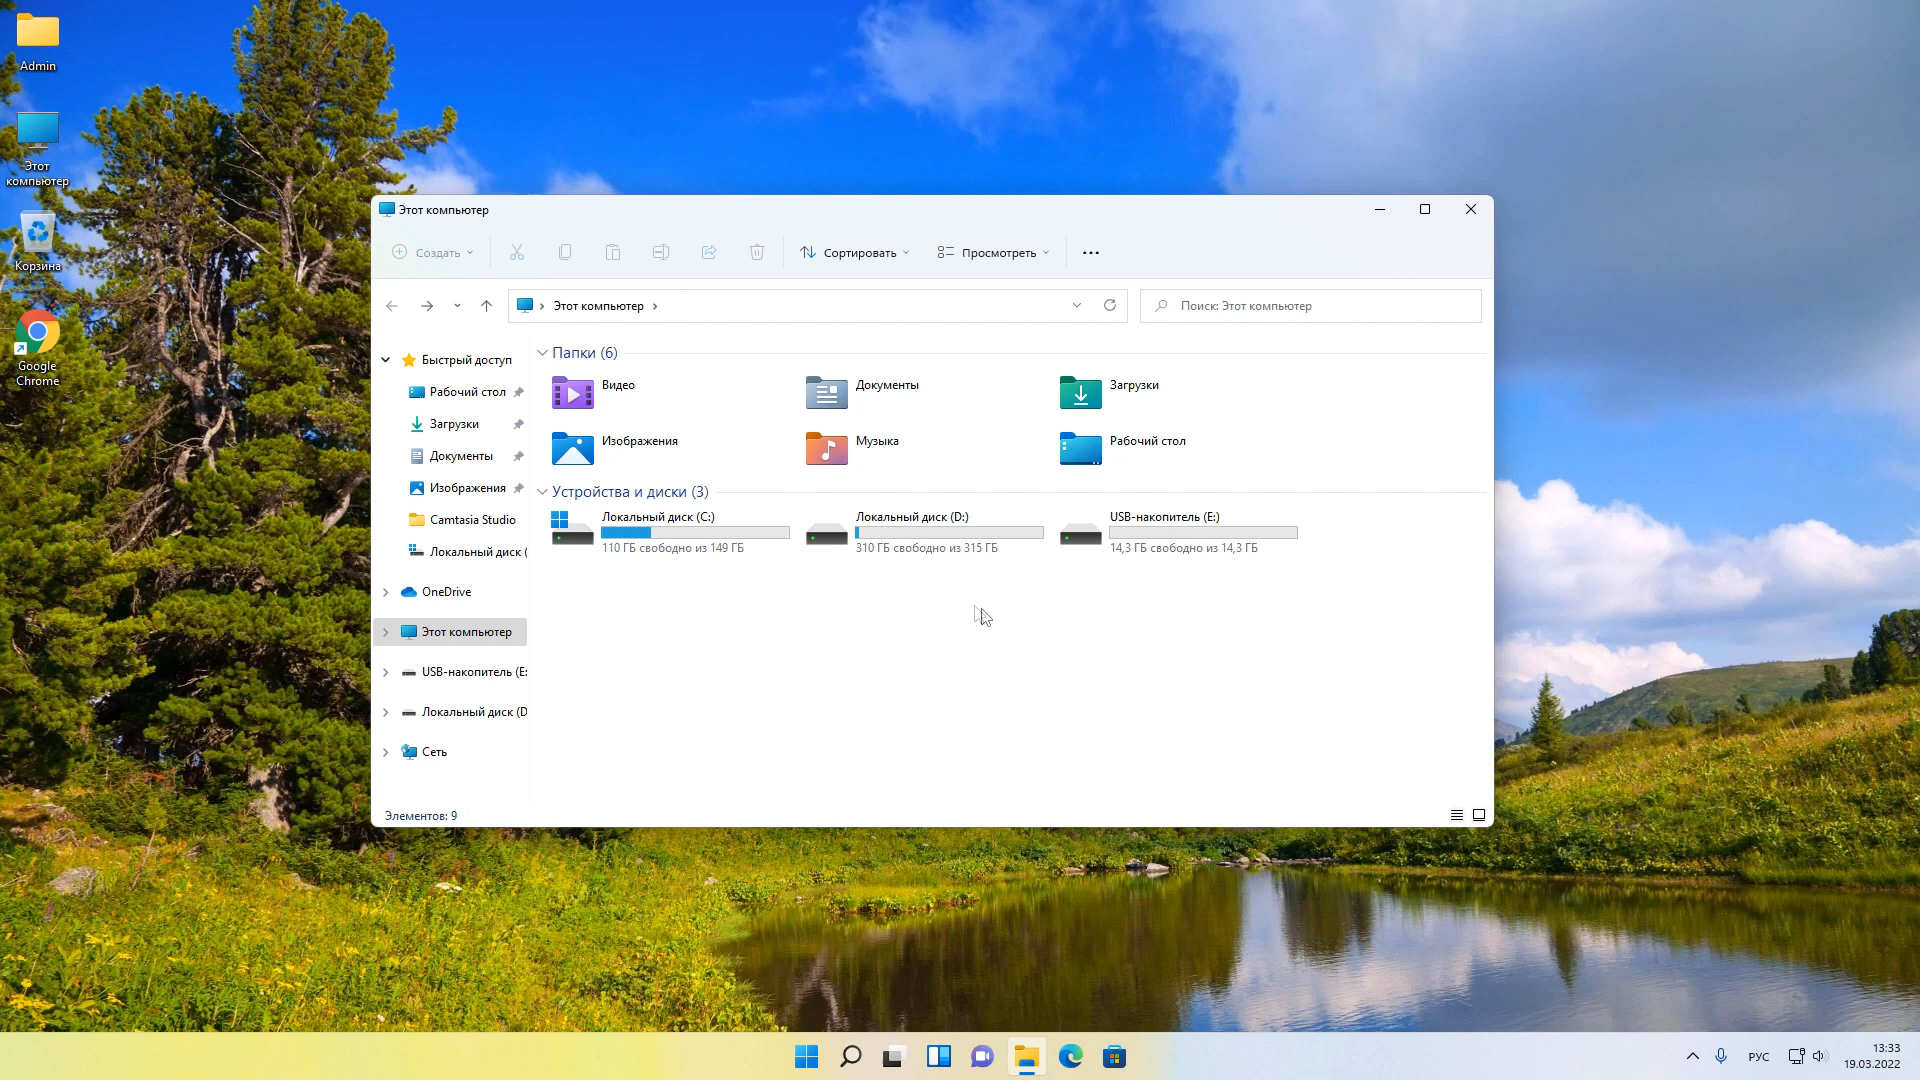 Admin
Этот
компьютер
Корзина
Google
Chrome
Этот компьютер
Создать
Сортировать
Просмотреть
Этот компьютер
Поиск: Этот компьютер
Быстрый доступ
Рабочий стол
Загрузки
Документы
Изображения
Camtasia Studio
Локальный диск (
OneDrive
Этот компьютер
USB-накопитель (E:
Локальный диск (D
Сеть
Папки (6)
Видео
Документы
Загрузки
Изображения
Музыка
Рабочий стол
Устройства и диски (3)
Локальный диск (C:)
110 ГБ свободно из 149 ГБ
Локальный диск (D:)
310 ГБ свободно из 315 ГБ
USB-накопитель (E:)
14,3 ГБ свободно из 14,3 ГБ
Элементов: 9
РУС
13:33
19.03.2022